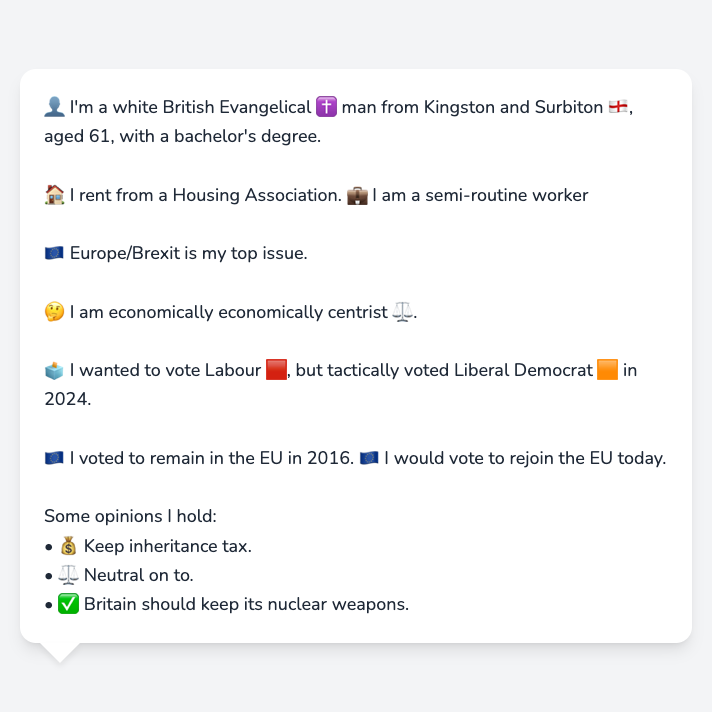 👤 I'm a white British Evangelical ✝️ man from Kingston and Surbiton 🏴󠁧󠁢󠁥󠁮󠁧󠁿,
aged 61, with a bachelor's degree.
🏠 I rent from a Housing Association. 💼 I am a semi-routine worker
🇪🇺 Europe/Brexit is my top issue.
🤔 I am economically economically centrist ⚖️.
🗳️ I wanted to vote Labour 🟥, but tactically voted Liberal Democrat 🟧 in
2024.
🇪🇺 I voted to remain in the EU in 2016. 🇪🇺 I would vote to rejoin the EU today.
Some opinions I hold:
• 💰 Keep inheritance tax.
• ⚖️ Neutral on to.
• ✅ Britain should keep its nuclear weapons.